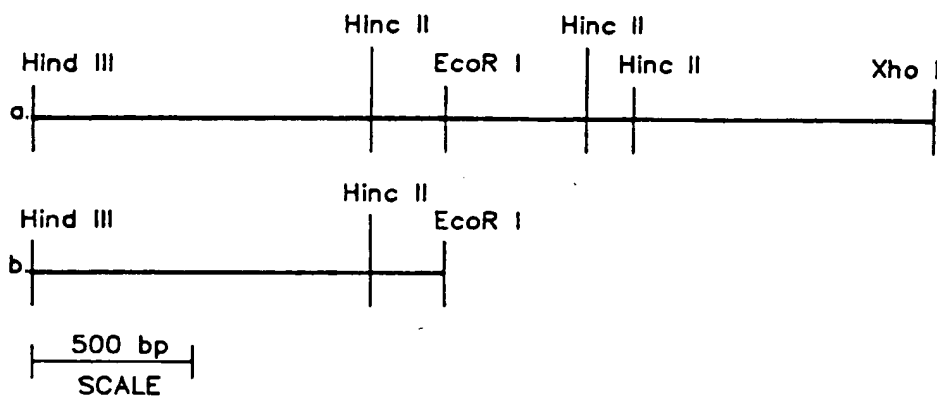 Hinc II Hinc II
Hind III EcoR I Hinc II Xho I
a.
Hinc II
Hind III EcoR I
b.
500 bp
SCALE